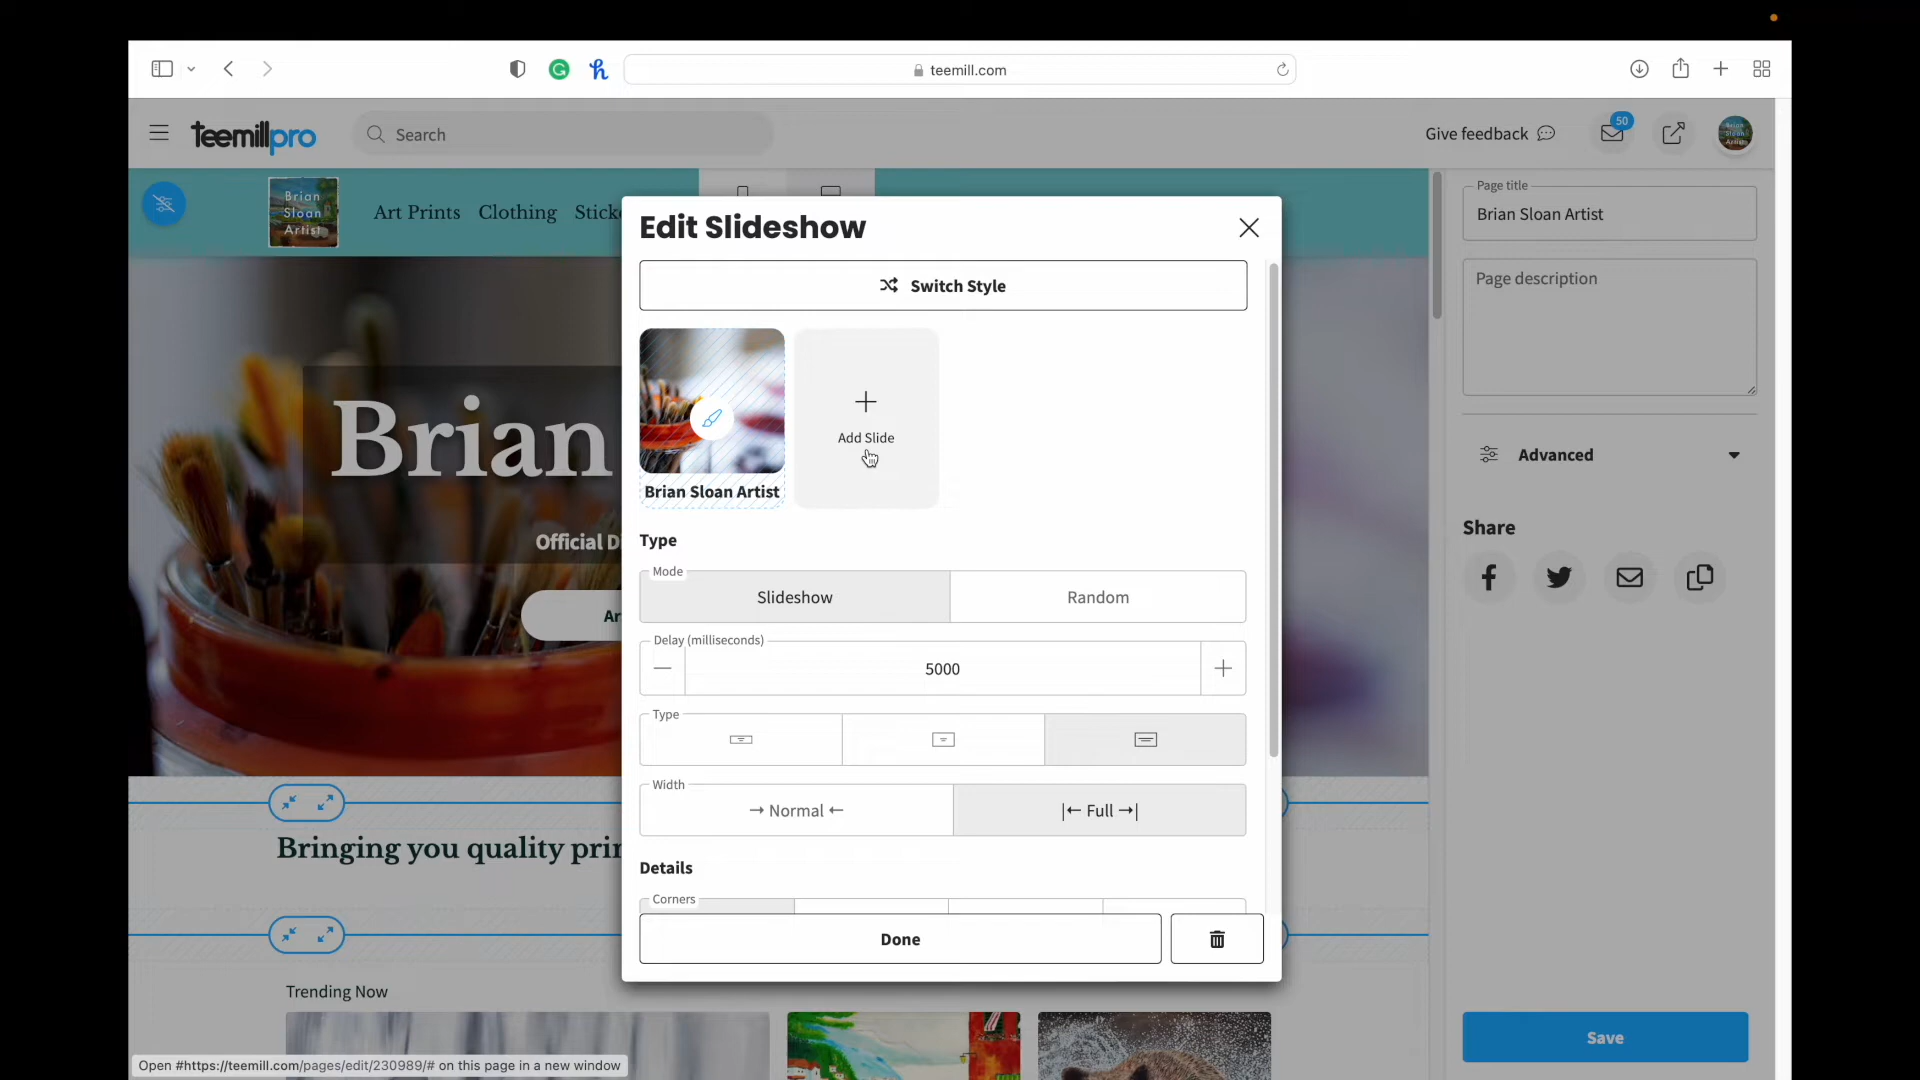 teemill.com
teemillpro
Search
Give feedback
50
Brian
Sloan
Artist
Brian
Sloan
Artist
Art Prints Clothing
Page title
Brian Sloan Artist
Page description
Advanced
Share
Save
Brian
Official
Bringing you quality
Trending Now
Edit Slideshow
Switch Style
Add Slide
Brian Sloan Artist
Type
Mode
Slideshow
Random
Delay (milliseconds)
5000
Type
Width
→ Normal ←
|← Full →|
Details
Corners
Done
Open #https://teemill.com/pages/edit/230989/# on this page in a new window